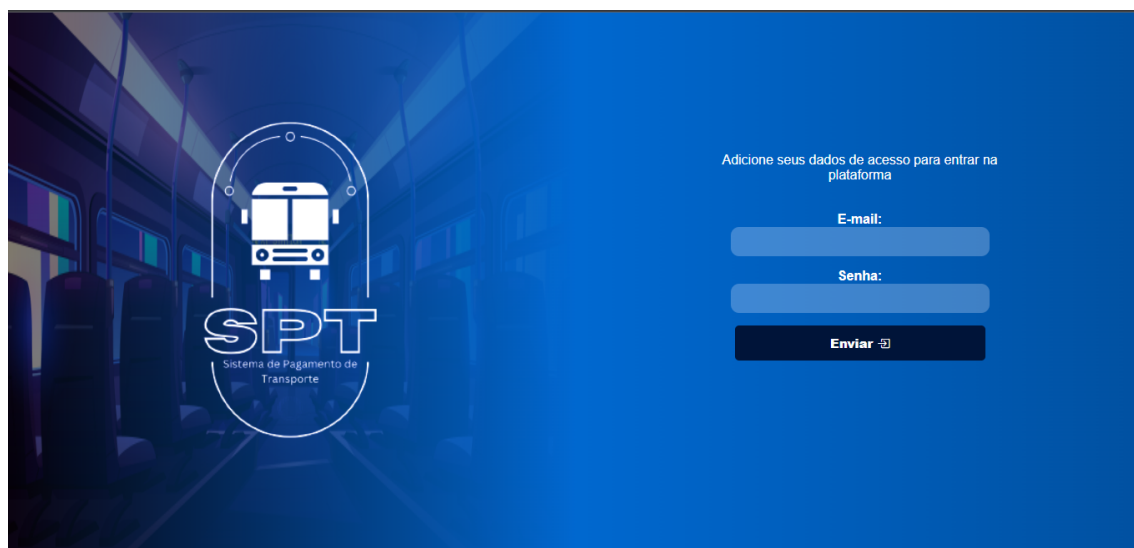 SPT
Sistema de Pagamento de
Transporte
Adicione seus dados de acesso para entrar na
plataforma
E-mail:
Senha:
Enviar